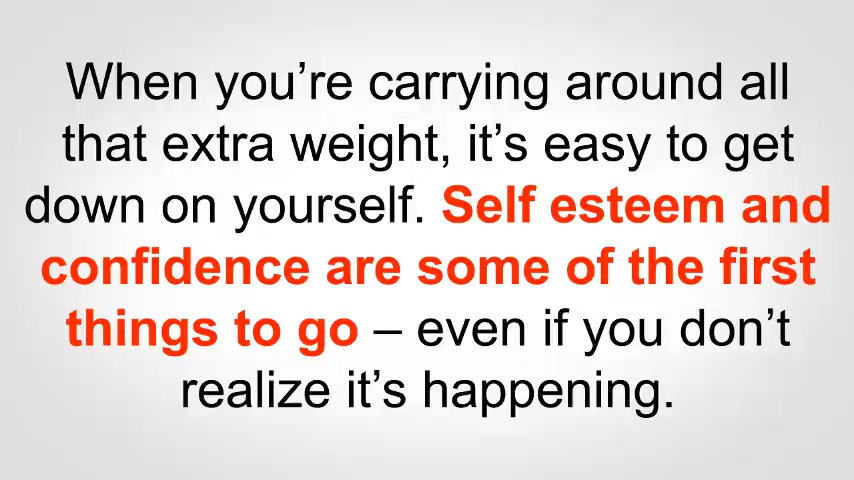 When you’re carrying around all
that extra weight, it’s easy to get
down on yourself. Self esteem and
confidence are some of the first
things to go – even if you don’t
realize it’s happening.